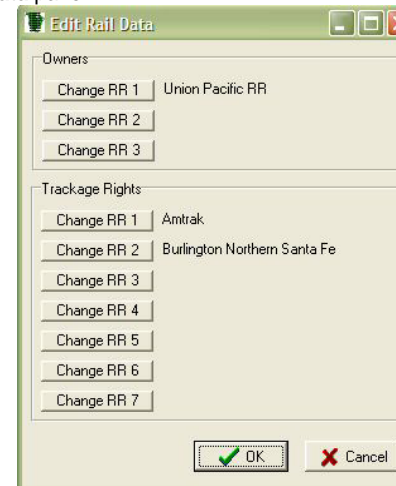 Edit Rail Data
Owners
Change RR 1 Union Pacific RR
Change RR 2
Change RR 3
Trackage Rights
Change RR 1 Amtrak
Change RR 2 Burlington Northern Santa Fe
Change RR 3
Change RR 4
Change RR 5
Change RR 6
Change RR 7
OK Cancel